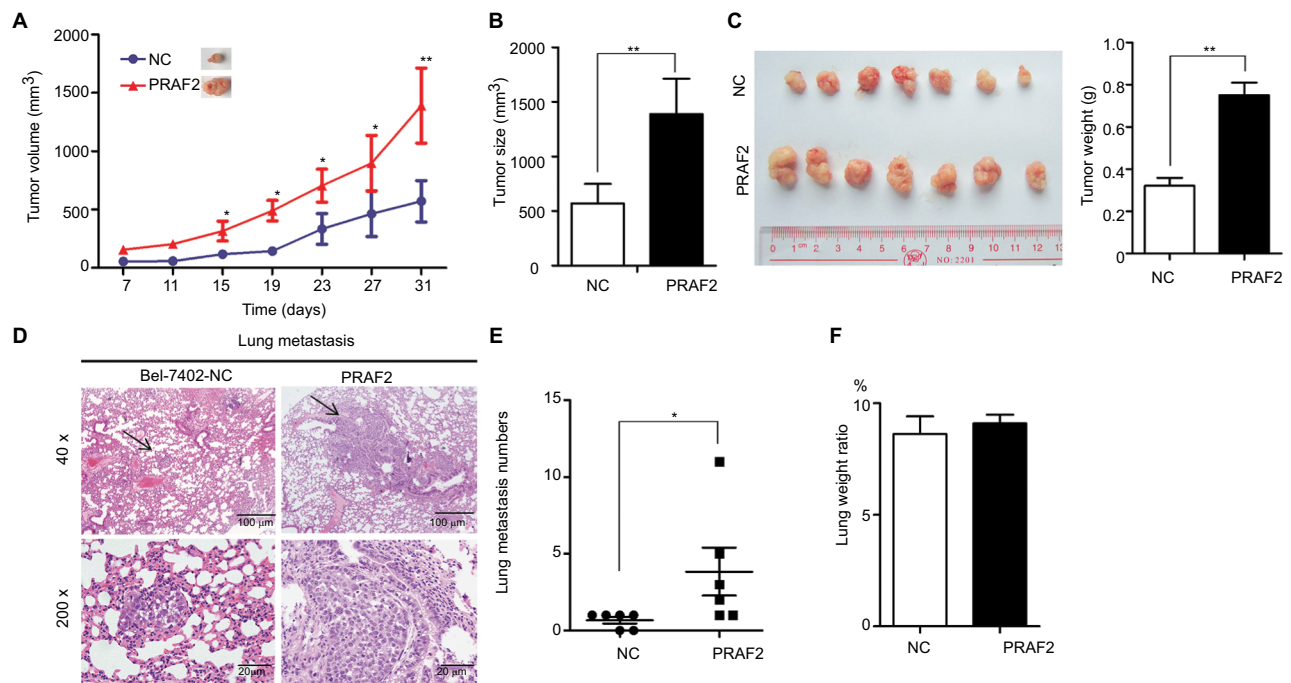 A
Tumor volume (mm³)
2000
1500
1000
500
0
NC
PRAF2
*
*
*
*
**
7 11 15 19 23 27 31
Time (days)
B
Tumor size (mm³)
2000
1500
1000
500
0
**
NC PRAF2
C
NC
PRAF2
0 1 cm 2 3 4 5 6 7 8 9 10 11 12 13
NO: 2201
Tumor weight (g)
1.0
0.8
0.6
0.4
0.2
0
**
NC PRAF2
D
Lung metastasis
Bel-7402-NC PRAF2
40 x
100 µm 100 µm
200 x
20µm 20 µm
E
Lung metastasis numbers
15
10
5
0
*
NC PRAF2
F
%
Lung weight ratio
10
5
0
NC PRAF2